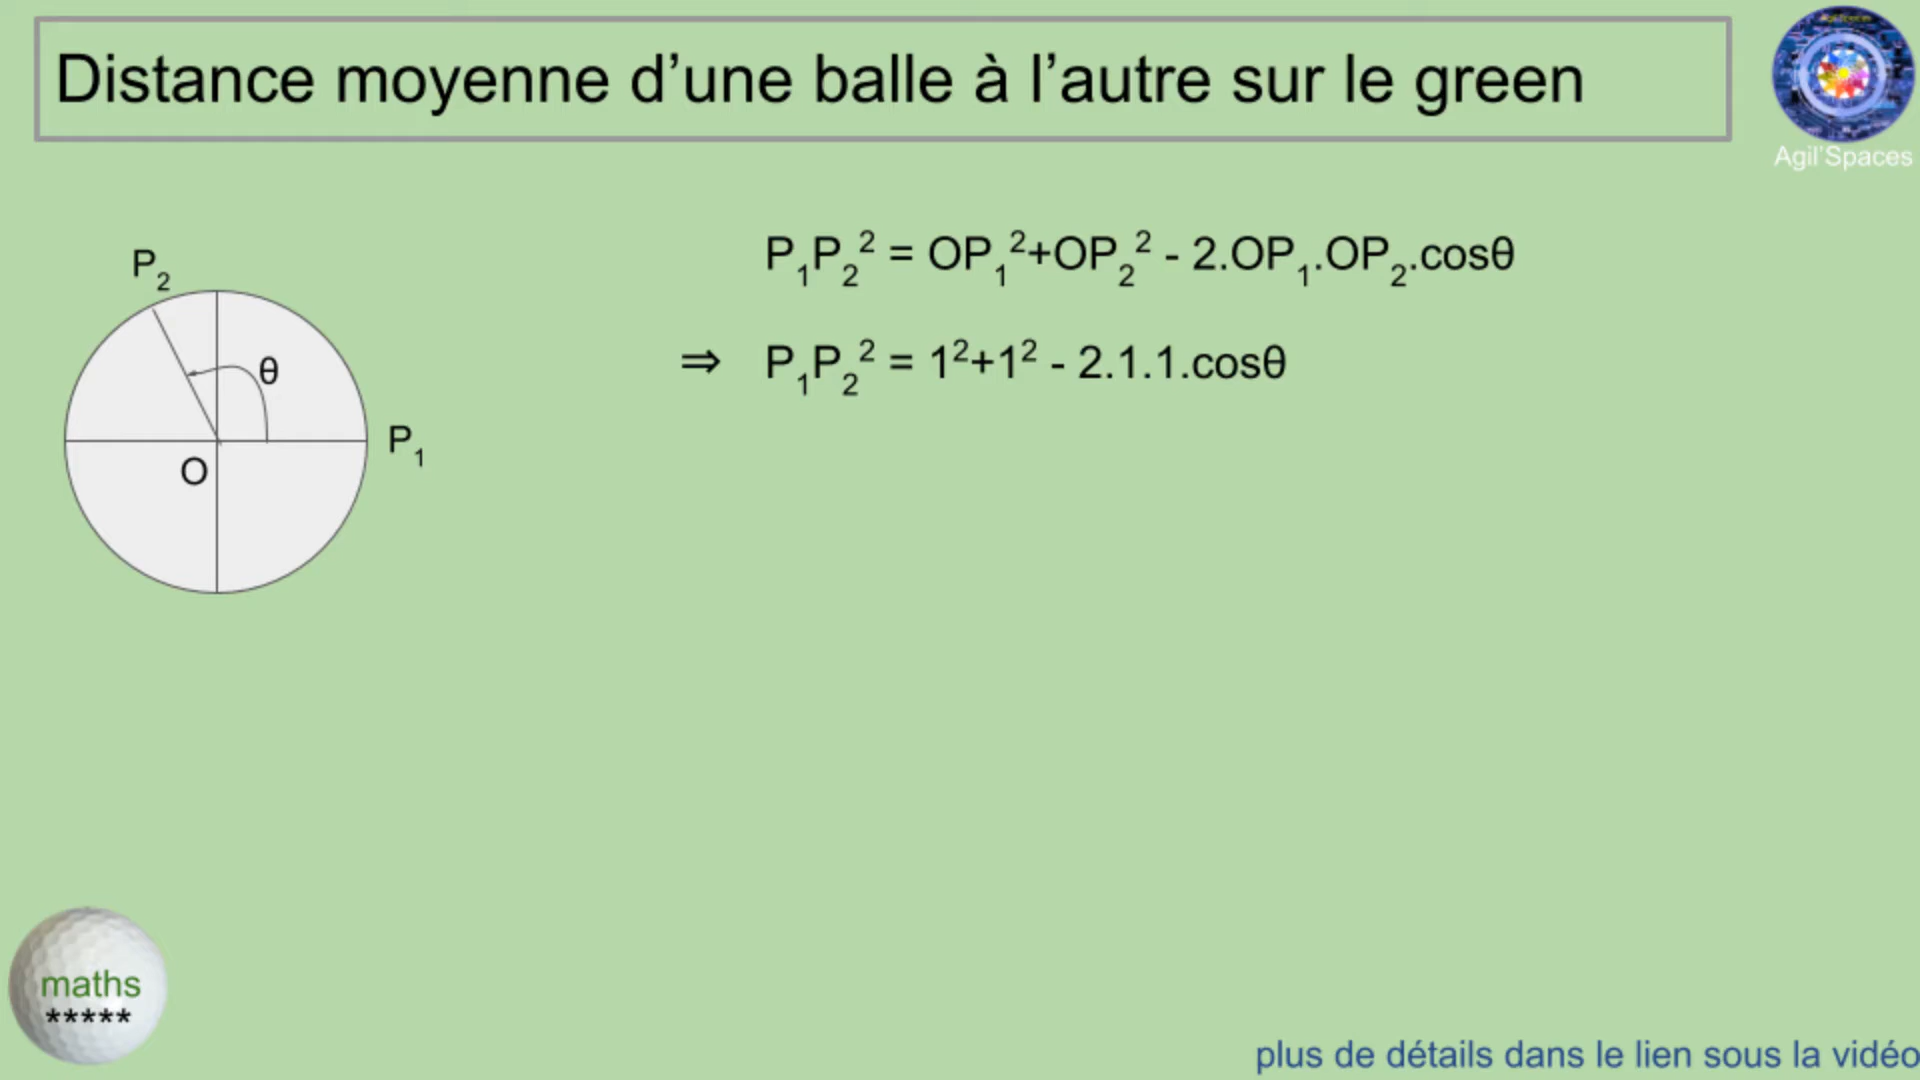 Distance moyenne d’une balle à l’autre sur le green
Agil'Spaces
P₁P₂² = OP₁²+OP₂² - 2.OP₁.OP₂.cosθ
⇒ P₁P₂² = 1²+1² - 2.1.1.cosθ
P₂
θ
P₁
O
maths
*****
plus de détails dans le lien sous la vidéo